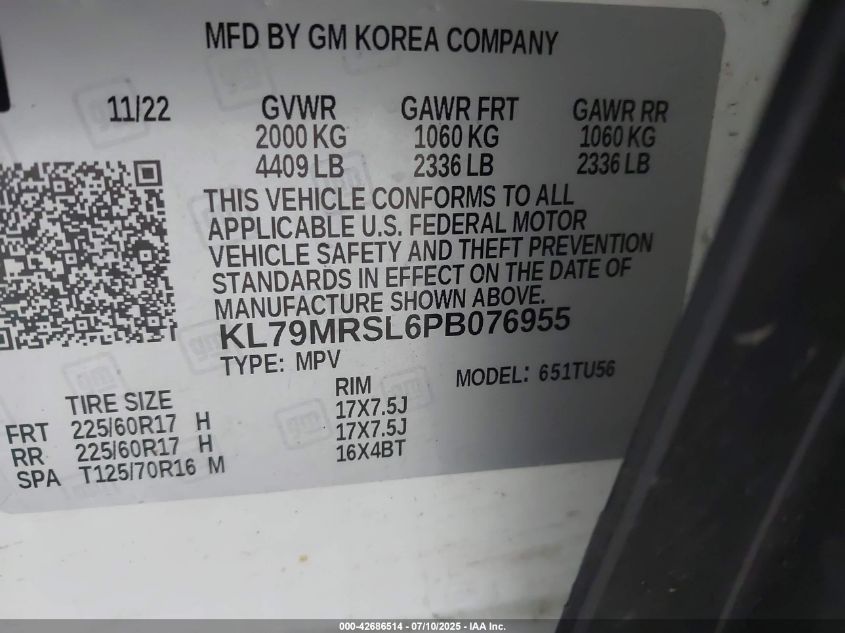 MFD BY GM KOREA COMPANY
11/22 GVWR GAWR FRT GAWR RR
2000 KG 1060 KG 1060 KG
4409 LB 2336 LB 2336 LB
THIS VEHICLE CONFORMS TO ALL
APPLICABLE U.S. FEDERAL MOTOR
VEHICLE SAFETY AND THEFT PREVENTION
STANDARDS IN EFFECT ON THE DATE OF
MANUFACTURE SHOWN ABOVE.
KL79MRSL6PB076955
TYPE: MPV MODEL: 651TU56
TIRE SIZE RIM
FRT 225/60R17 H 17X7.5J
RR 225/60R17 H 17X7.5J
SPA T125/70R16 M 16X4BT
000-42686514 - 07/10/2025 - IAA Inc.